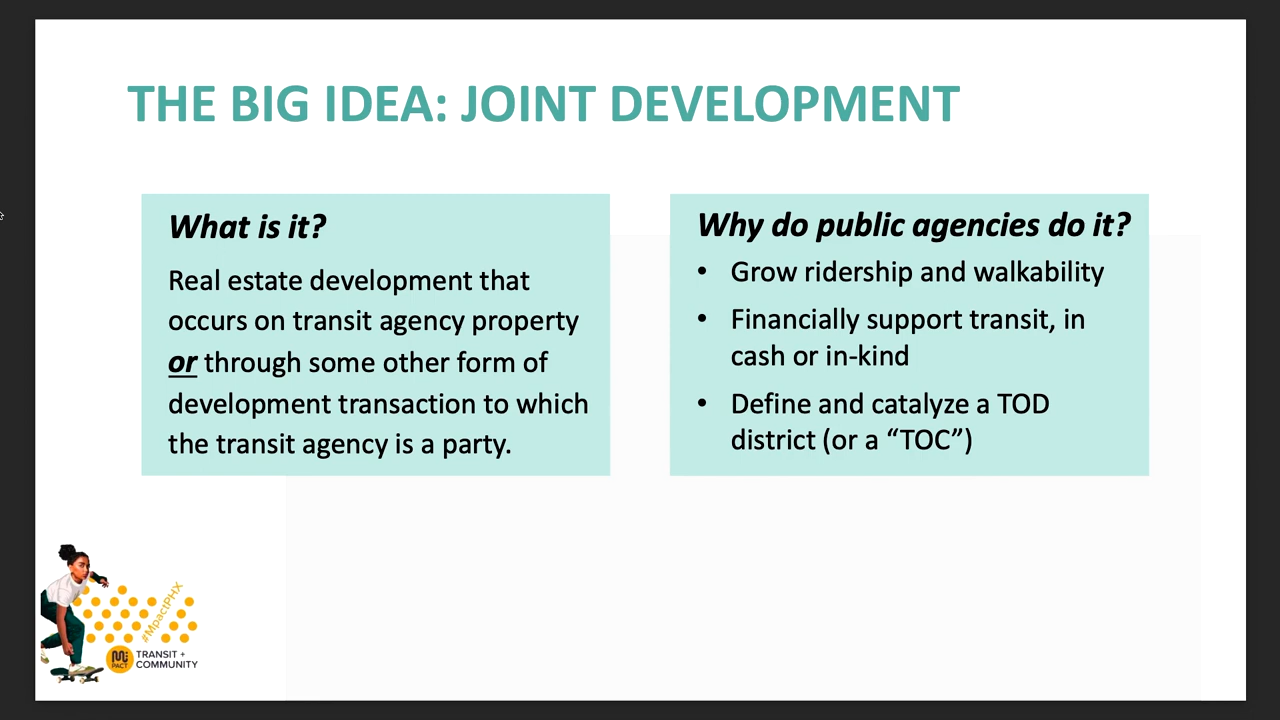 THE BIG IDEA: JOINT DEVELOPMENT
What is it?
Real estate development that
occurs on transit agency property
or through some other form of
development transaction to which
the transit agency is a party.
Why do public agencies do it?
• Grow ridership and walkability
• Financially support transit, in
cash or in-kind
• Define and catalyze a TOD
district (or a “TOC”)
#MpactPHX
MPACT
TRANSIT +
COMMUNITY